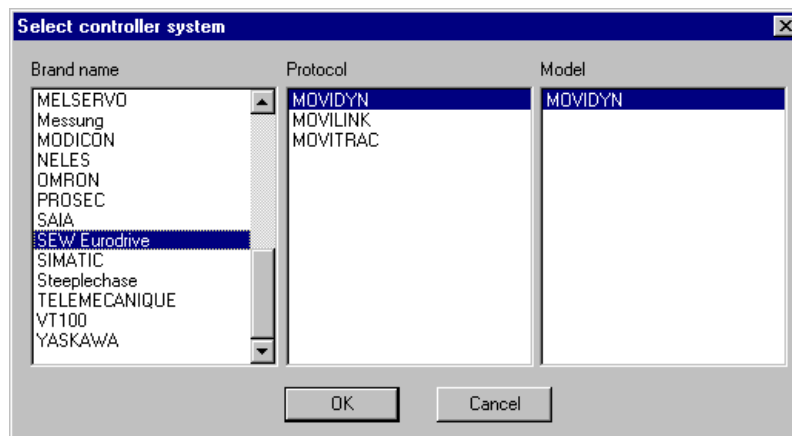 Select controller system
Brand name
MELSERVO
Messung
MODICON
NELES
OMRON
PROSEC
SAIA
SEW Eurodrive
SIMATIC
Steeplechase
TELEMECANIQUE
VT100
YASKAWA
Protocol
MOVIDYN
MOVILINK
MOVITRAC
Model
MOVIDYN
OK
Cancel